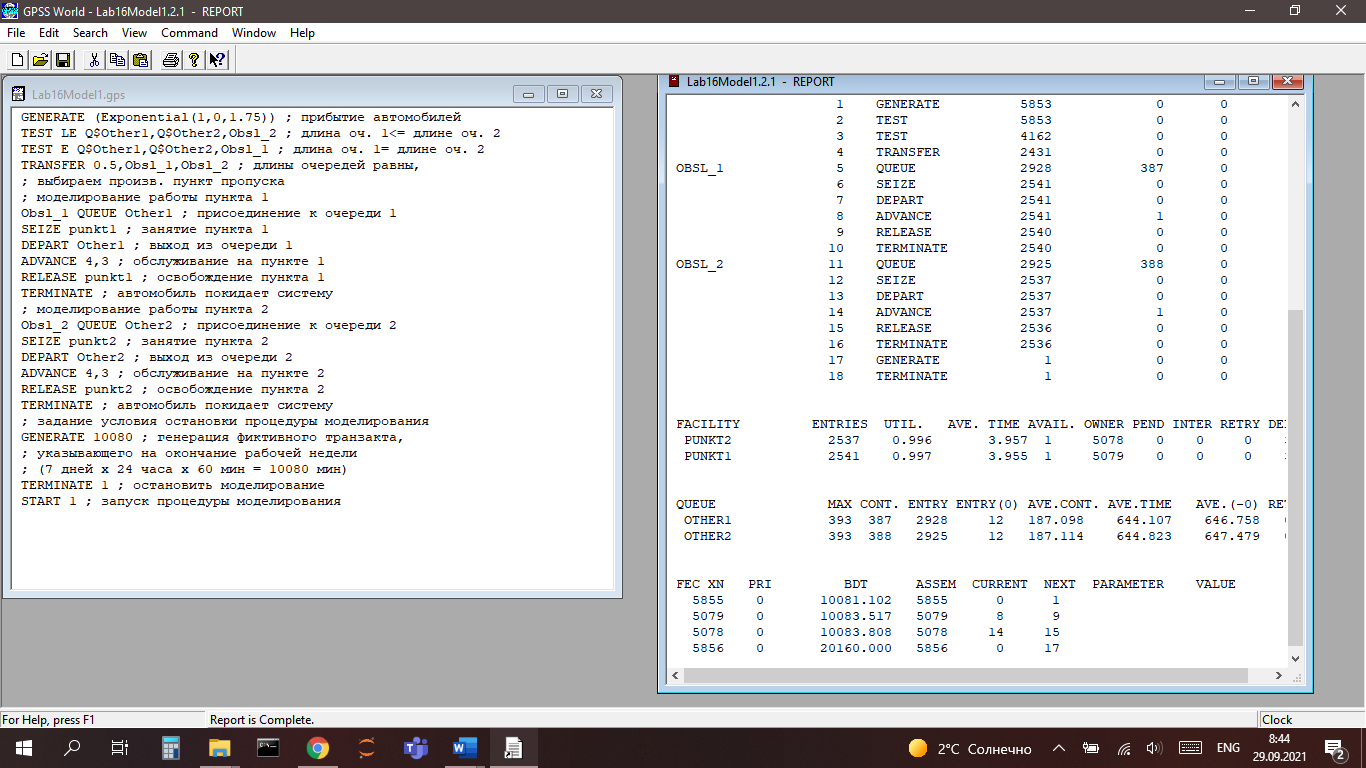 GPSS World - Lab16Model1.2.1 - REPORT
File Edit Search View Command Window Help
Lab16Model1.gps
GENERATE (Exponential(1,0,1.75)) ; прибытие автомобилей
TEST LE Q$Other1,Q$Other2,Obsl_2 ; длина оч. 1<= длине оч. 2
TEST E Q$Other1,Q$Other2,Obsl_1 ; длина оч. 1= длине оч. 2
TRANSFER 0.5,Obsl_1,Obsl_2 ; длины очередей равны,
; выбираем произв. пункт пропуска
; моделирование работы пункта 1
Obsl_1 QUEUE Other1 ; присоединение к очереди 1
SEIZE punkt1 ; занятие пункта 1
DEPART Other1 ; выход из очереди 1
ADVANCE 4,3 ; обслуживание на пункте 1
RELEASE punkt1 ; освобождение пункта 1
TERMINATE ; автомобиль покидает систему
; моделирование работы пункта 2
Obsl_2 QUEUE Other2 ; присоединение к очереди 2
SEIZE punkt2 ; занятие пункта 2
DEPART Other2 ; выход из очереди 2
ADVANCE 4,3 ; обслуживание на пункте 2
RELEASE punkt2 ; освобождение пункта 2
TERMINATE ; автомобиль покидает систему
; задание условия остановки процедуры моделирования
GENERATE 10080 ; генерация фиктивного транзакта,
; указывающего на окончание рабочей недели
; (7 дней x 24 часа x 60 мин = 10080 мин)
TERMINATE 1 ; остановить моделирование
START 1 ; запуск процедуры моделирования
Lab16Model1.2.1 - REPORT
1 GENERATE 5853 0 0
2 TEST 5853 0 0
3 TEST 4162 0 0
4 TRANSFER 2431 0 0
OBSL_1 5 QUEUE 2928 387 0
6 SEIZE 2541 0 0
7 DEPART 2541 0 0
8 ADVANCE 2541 1 0
9 RELEASE 2540 0 0
10 TERMINATE 2540 0 0
OBSL_2 11 QUEUE 2925 388 0
12 SEIZE 2537 0 0
13 DEPART 2537 0 0
14 ADVANCE 2537 1 0
15 RELEASE 2536 0 0
16 TERMINATE 2536 0 0
17 GENERATE 1 0 0
18 TERMINATE 1 0 0
FACILITY ENTRIES UTIL. AVE. TIME AVAIL. OWNER PEND INTER RETRY
PUNKT2 2537 0.996 3.957 1 5078 0 0 0
PUNKT1 2541 0.997 3.955 1 5079 0 0 0
QUEUE MAX CONT. ENTRY ENTRY(0) AVE.CONT. AVE.TIME AVE.(-0)
OTHER1 393 387 2928 12 187.098 644.107 646.758
OTHER2 393 388 2925 12 187.114 644.823 647.479
FEC XN PRI BDT ASSEM CURRENT NEXT PARAMETER VALUE
5855 0 10081.102 5855 0 1
5079 0 10083.517 5079 8 9
5078 0 10083.808 5078 14 15
5856 0 20160.000 5856 0 17
For Help, press F1
Report is Complete.
Clock
2°C Солнечно
ENG
8:44
29.09.2021
2